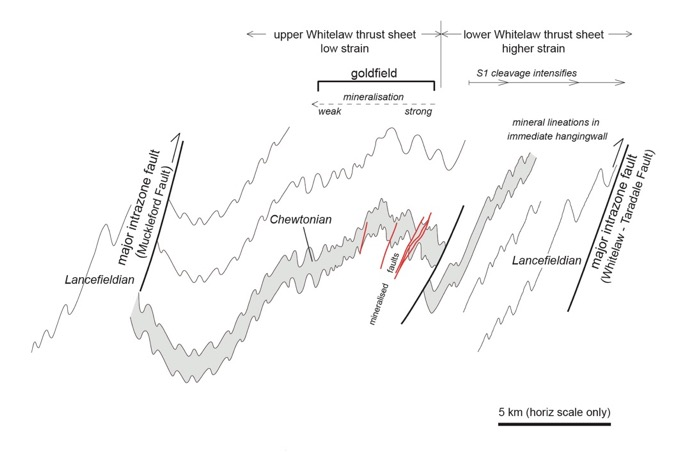 upper Whitelaw thrust sheet
low strain
lower Whitelaw thrust sheet
higher strain
goldfield
S1 cleavage intensifies
mineralisation
weak
strong
mineral lineations in
immediate hangingwall
major intrazone fault
(Muckleford Fault)
Chewtonian
Lancefieldian
mineralised
faults
Lancefieldian
major intrazone fault
(Whitelaw - Taradale Fault)
5 km (horiz scale only)